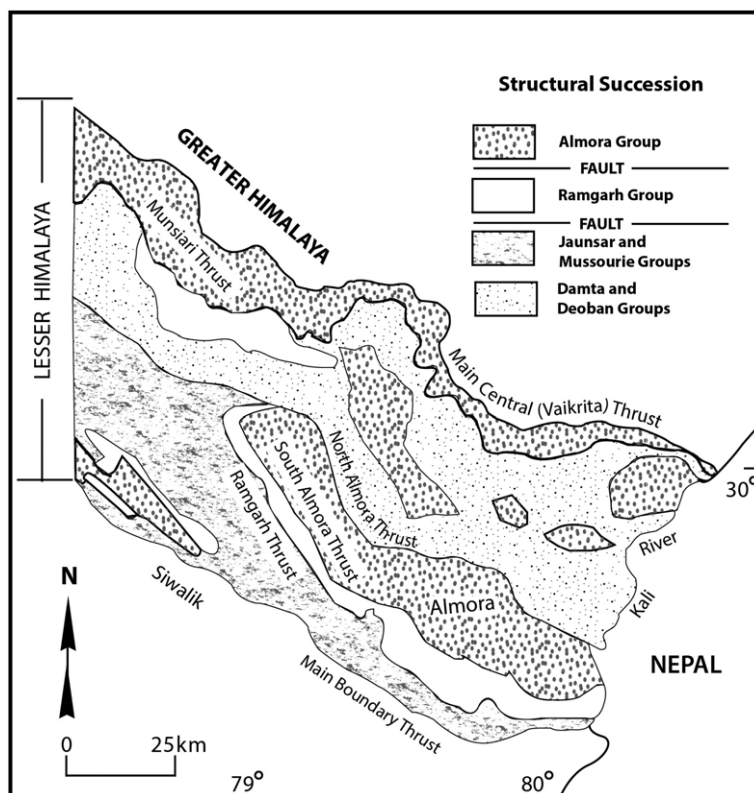 Structural Succession
Almora Group
FAULT
Ramgarh Group
FAULT
Jaunsar and
Mussourie Groups
Damta and
Deoban Groups
GREATER HIMALAYA
LESSER HIMALAYA
Munsiari Thrust
Main Central (Vaikrita) Thrust
North Almora Thrust
South Almora Thrust
Ramgarh Thrust
30°
River
Kali
Siwalik
Almora
N
NEPAL
Main Boundary Thrust
0 25km
79° 80°